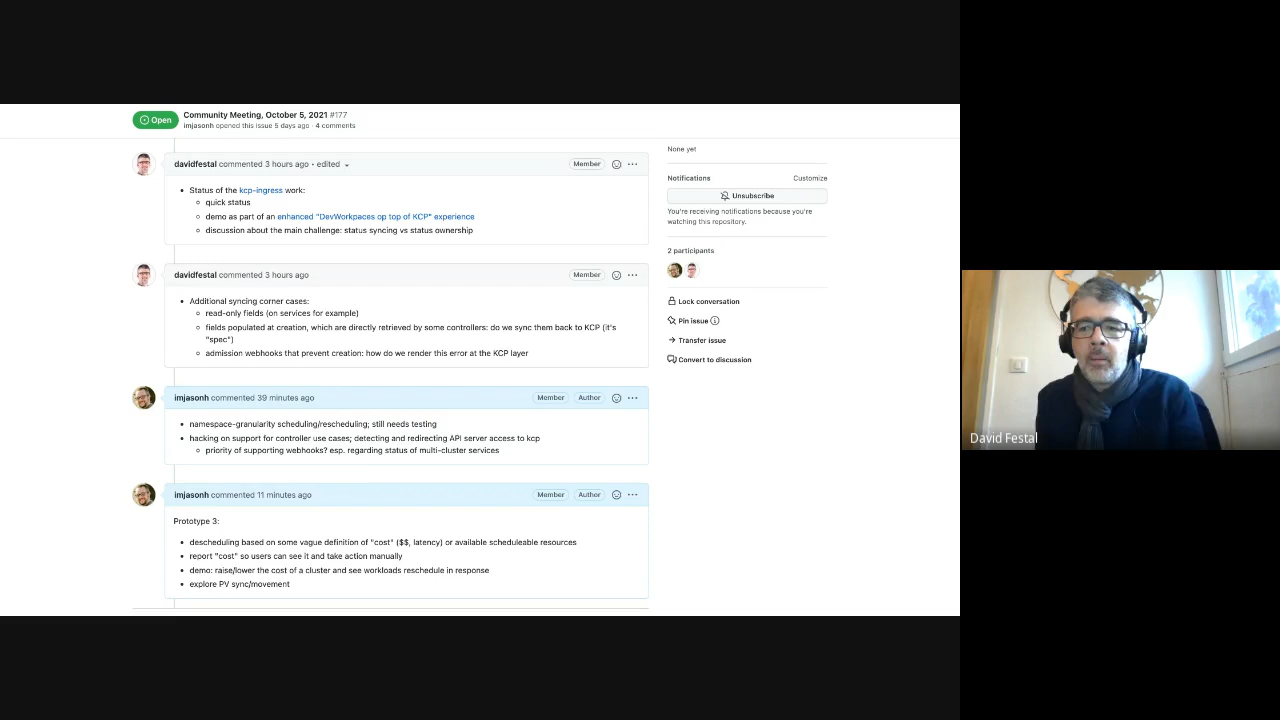 Open
Community Meeting, October 5, 2021 #177
imjasonh opened this issue 5 days ago · 4 comments
davidfestal commented 3 hours ago · edited
Member
Status of the kcp-ingress work:
quick status
demo as part of an enhanced "DevWorkpaces op top of KCP" experience
discussion about the main challenge: status syncing vs status ownership
davidfestal commented 3 hours ago
Member
Additional syncing corner cases:
read-only fields (on services for example)
fields populated at creation, which are directly retrieved by some controllers: do we sync them back to KCP (it's
"spec")
admission webhooks that prevent creation: how do we render this error at the KCP layer
imjasonh commented 39 minutes ago
Member Author
namespace-granularity scheduling/rescheduling; still needs testing
hacking on support for controller use cases; detecting and redirecting API server access to kcp
priority of supporting webhooks? esp. regarding status of multi-cluster services
imjasonh commented 11 minutes ago
Member Author
Prototype 3:
descheduling based on some vague definition of "cost" ($$, latency) or available scheduleable resources
report "cost" so users can see it and take action manually
demo: raise/lower the cost of a cluster and see workloads reschedule in response
explore PV sync/movement
None yet
Notifications Customize
Unsubscribe
You're receiving notifications because you're
watching this repository.
2 participants
Lock conversation
Pin issue
Transfer issue
Convert to discussion
David Festal